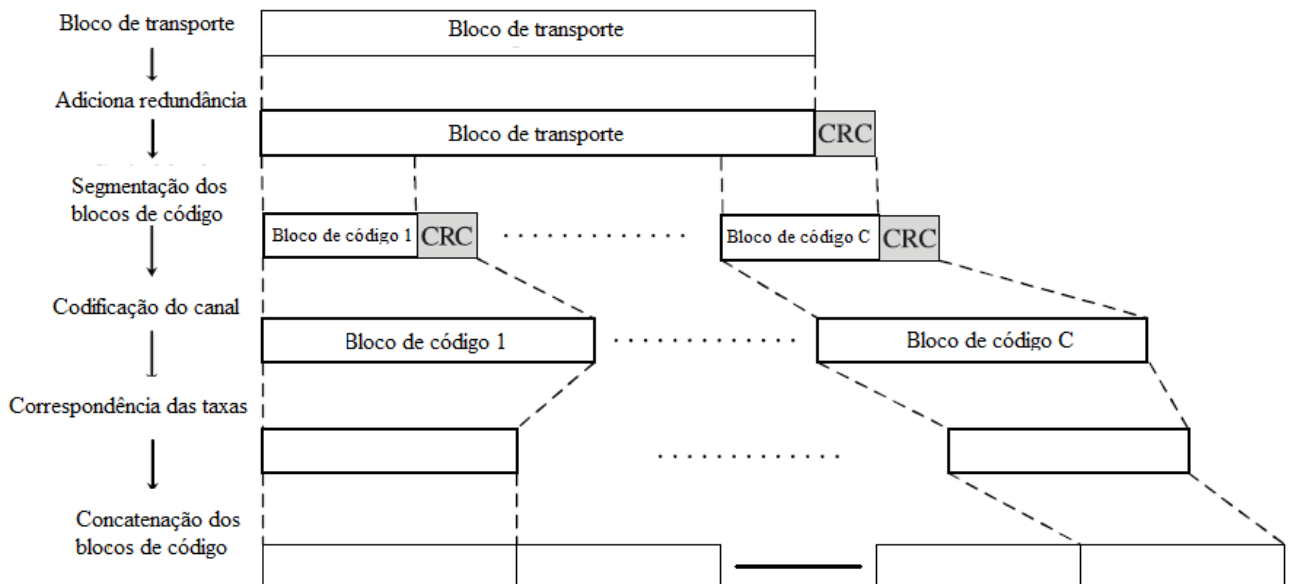 Bloco de transporte
Bloco de transporte
Adiciona redundância
Bloco de transporte
CRC
Segmentação dos
blocos de código
Bloco de código 1
CRC
Bloco de código C
CRC
Codificação do canal
Bloco de código 1
Bloco de código C
Correspondência das taxas
Concatenação dos
blocos de código